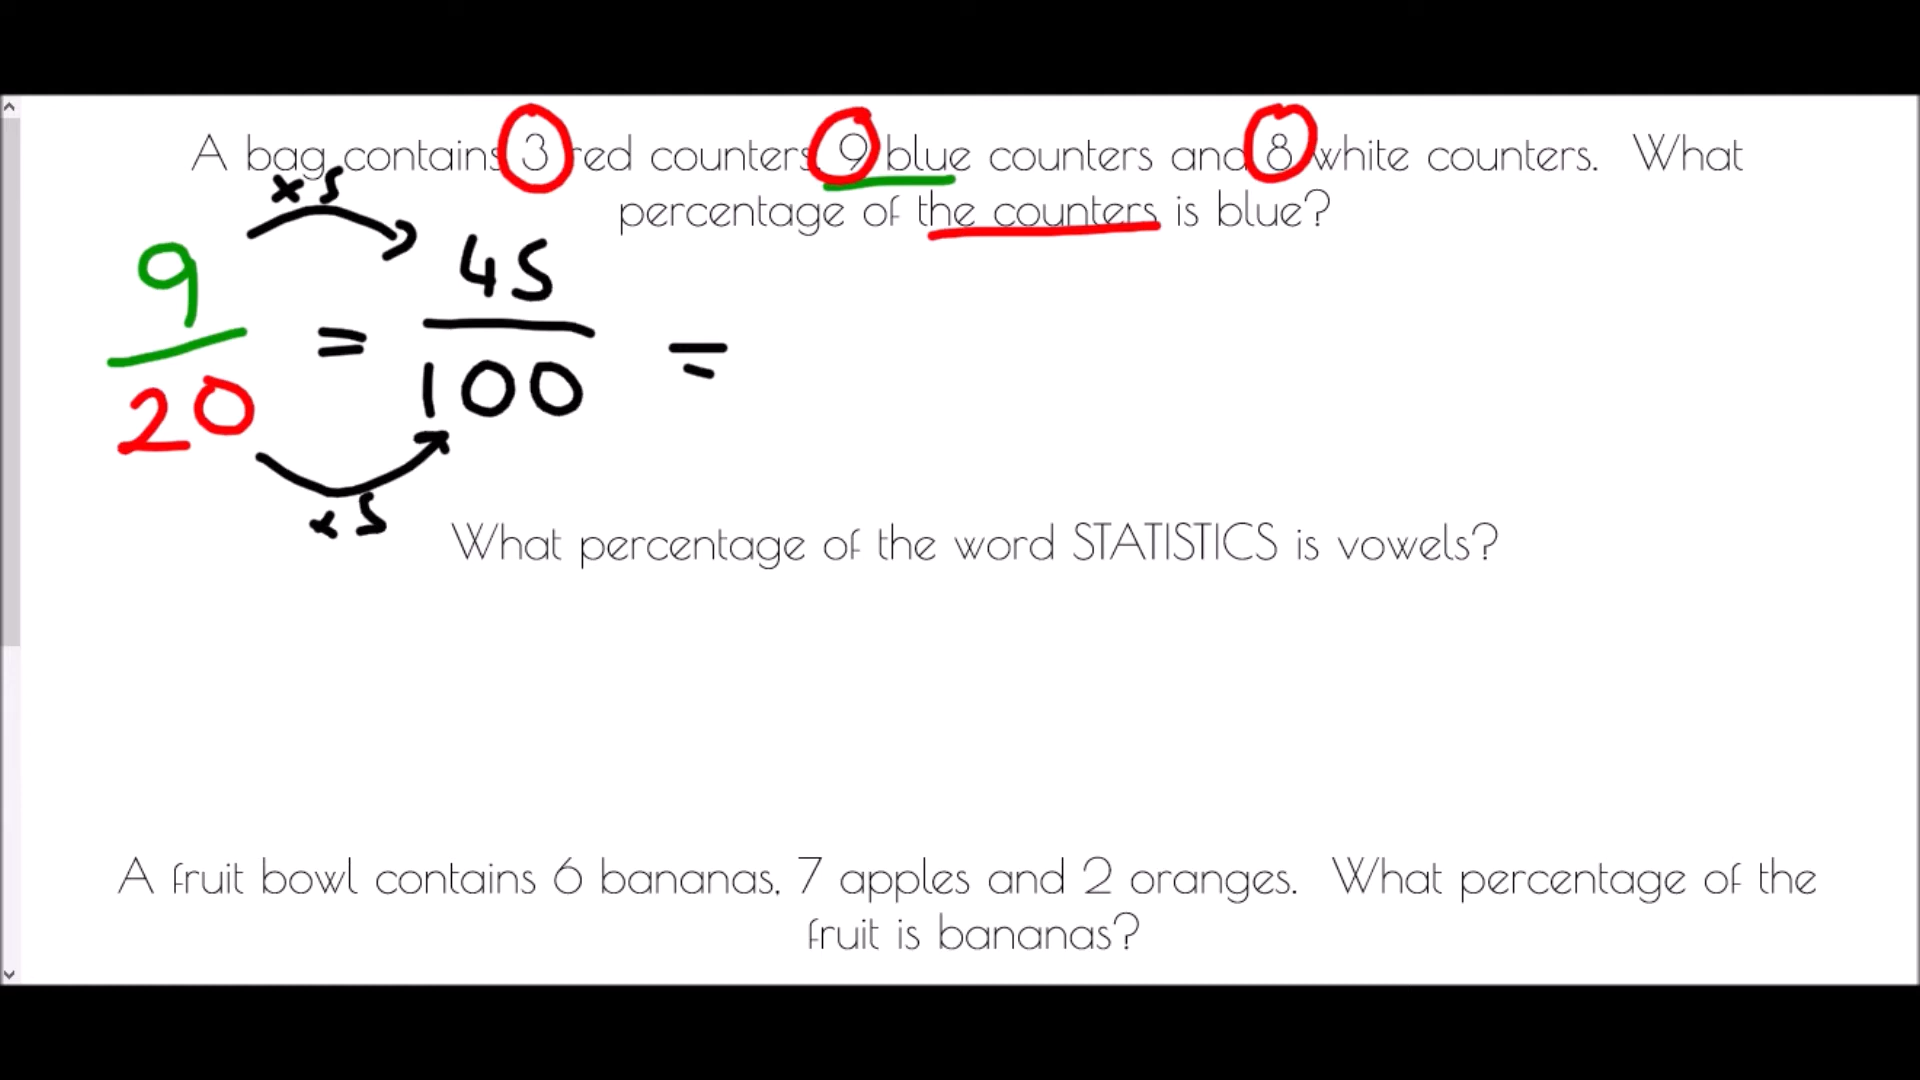 A bag contains 3 red counters, 9 blue counters and 8 white counters. What
percentage of the counters is blue?
x5
9/20 = 45/100 =
x5
What percentage of the word STATISTICS is vowels?
A fruit bowl contains 6 bananas, 7 apples and 2 oranges. What percentage of the
fruit is bananas?